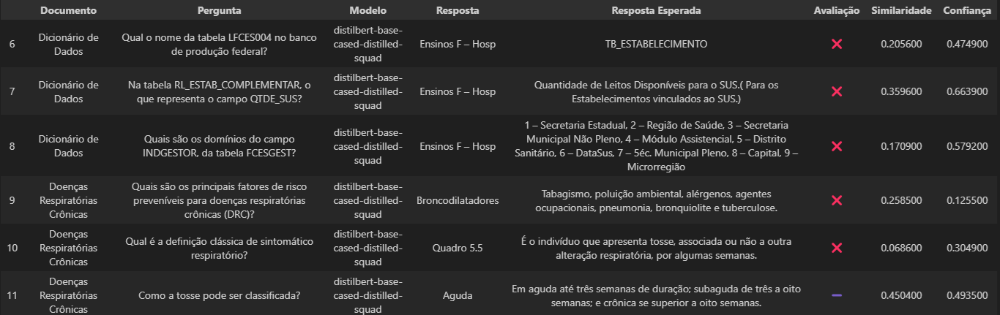 Documento Pergunta Modelo Resposta Resposta Esperada Avaliação Similaridade Confiança
6 Dicionário de Dados Qual o nome da tabela LFCES004 no banco de produção federal? distilbert-base-cased-distilled-squad Ensinos F – Hosp TB_ESTABELECIMENTO ❌ 0.205600 0.474900
7 Dicionário de Dados Na tabela RL_ESTAB_COMPLEMENTAR, o que representa o campo QTDE_SUS? distilbert-base-cased-distilled-squad Ensinos F – Hosp Quantidade de Leitos Disponíveis para o SUS.( Para os Estabelecimentos vinculados ao SUS.) ❌ 0.359600 0.663900
8 Dicionário de Dados Quais são os domínios do campo INDGESTOR, da tabela FCESGEST? distilbert-base-cased-distilled-squad Ensinos F – Hosp 1 – Secretaria Estadual, 2 – Região de Saúde, 3 – Secretaria Municipal Não Pleno, 4 – Módulo Assistencial, 5 – Distrito Sanitário, 6 – DataSus, 7 – 5éc. Municipal Pleno, 8 – Capital, 9 – Microrregião ❌ 0.170900 0.579200
9 Doenças Respiratórias Crônicas Quais são os principais fatores de risco preveníveis para doenças respiratórias crônicas (DRC)? distilbert-base-cased-distilled-squad Broncodilatadores Tabagismo, poluição ambiental, alérgenos, agentes ocupacionais, pneumonia, bronquiolite e tuberculose. ❌ 0.258500 0.125500
10 Doenças Respiratórias Crônicas Qual é a definição clássica de sintomático respiratório? distilbert-base-cased-distilled-squad Quadro 5.5 É o indivíduo que apresenta tosse, associada ou não a outra alteração respiratória, por algumas semanas. ❌ 0.068600 0.304900
11 Doenças Respiratórias Crônicas Como a tosse pode ser classificada? distilbert-base-cased-distilled-squad Aguda Em aguda até três semanas de duração; subaguda de três a oito semanas; e crônica se superior a oito semanas. ➖ 0.450400 0.493500